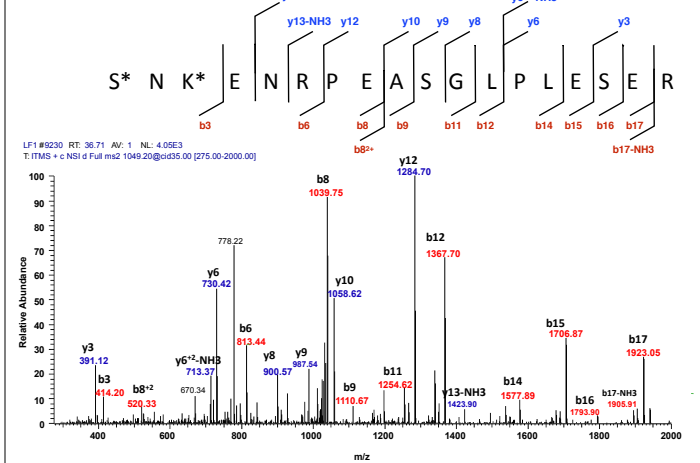 y13-NH3 y12 y10 y9 y8 y6 y3
S* N K* E N R P E A S G L P L E S E R
b3 b6 b8 b9 b11 b12 b14 b15 b16 b17
b8²⁺ b17-NH3
LF1 #9230 RT: 36.71 AV: 1 NL: 4.05E3
T: ITMS + c NSI d Full ms2 1049.20@cid35.00 [275.00-2000.00]
y12
1284.70
b8
1039.75
b12
1367.70
778.22
y6
730.42
y10
1058.62
b6
813.44
b15
1706.87
b17
1923.05
y3
391.12
y6⁺²-NH3
713.37
y8
900.57
y9
987.54
b3
414.20
b8⁺²
520.33
670.34
b9
1110.67
b11
1254.62
y13-NH3
1423.90
b14
1577.89
b16
1793.90
b17-NH3
1905.91
Relative Abundance
100
90
80
70
60
50
40
30
20
10
0
400 600 800 1000 1200 1400 1600 1800 2000
m/z